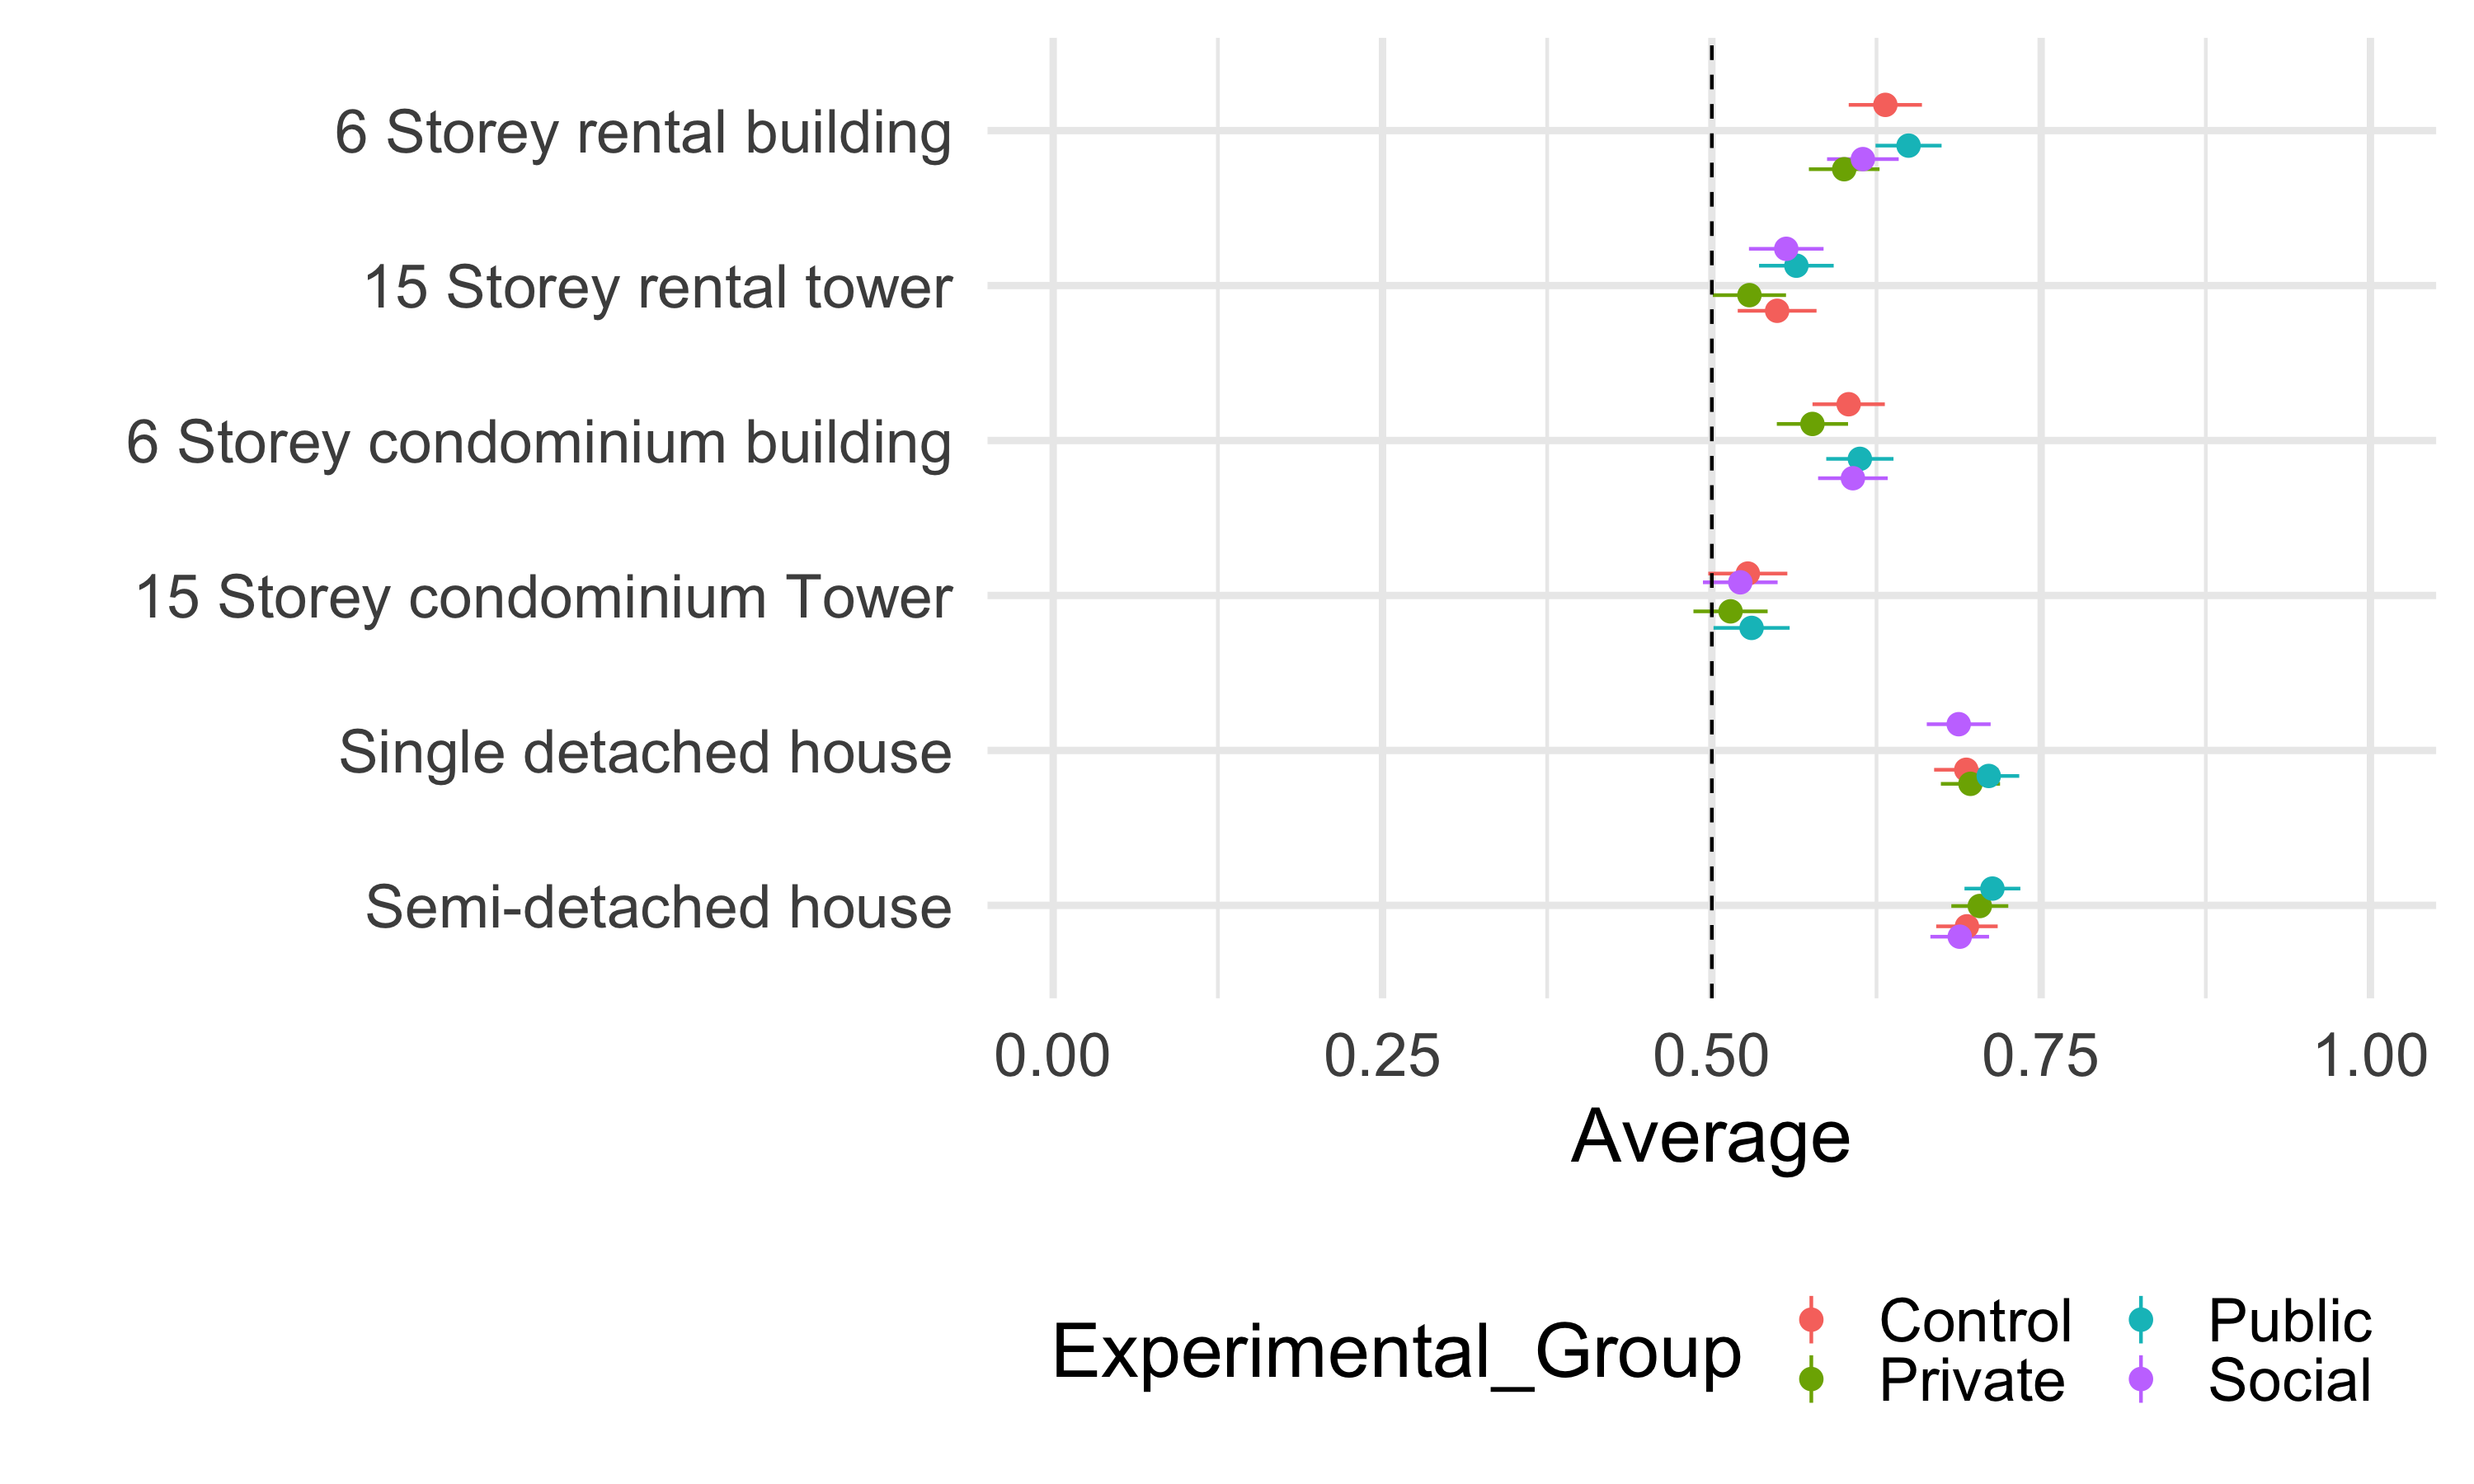 6 Storey rental building
15 Storey rental tower
6 Storey condominium building
15 Storey condominium Tower
Single detached house
Semi-detached house
0.00 0.25 0.50 0.75 1.00
Average
Experimental_Group
Control Public
Private Social